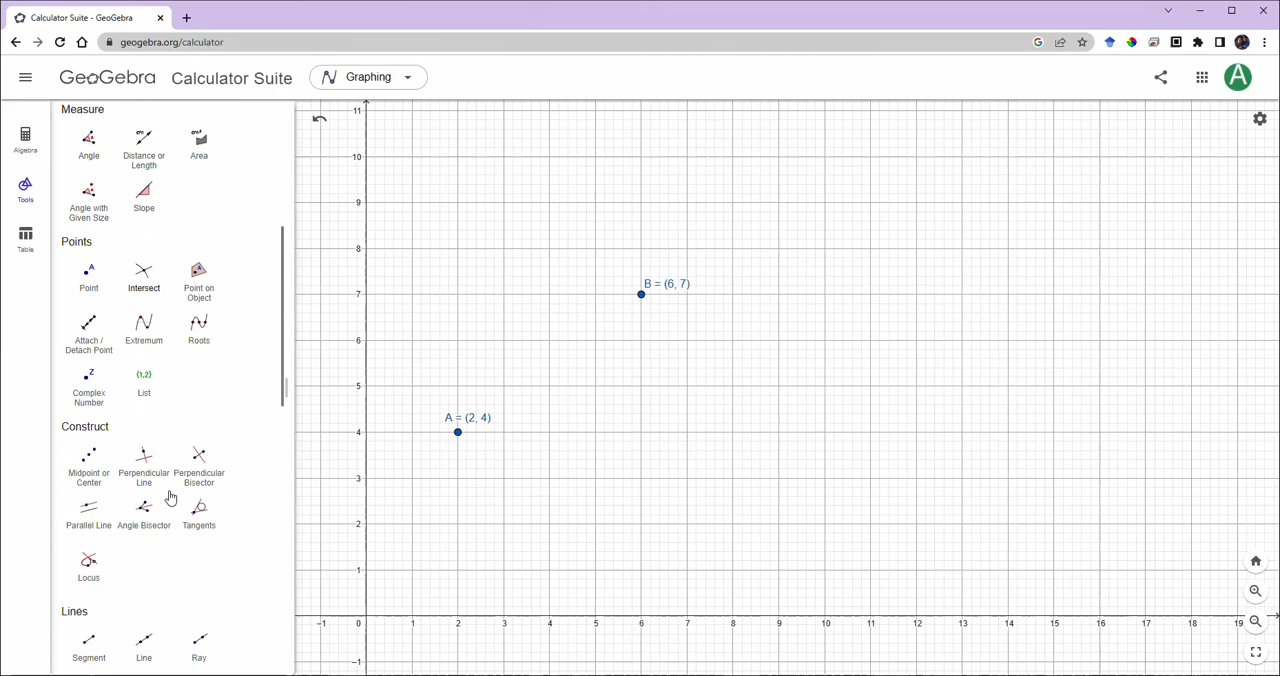 Calculator Suite - GeoGebra
geogebra.org/calculator
GeoGebra Calculator Suite Graphing
A
Algebra
Tools
Table
Measure
Angle
Distance or
Length
cm²
Area
Angle with
Given Size
Slope
Points
Point
Intersect
Point on
Object
Attach /
Detach Point
Extremum
Roots
Complex
Number
{1,2}
List
Construct
Midpoint or
Center
Perpendicular
Line
Perpendicular
Bisector
Parallel Line
Angle Bisector
Tangents
Locus
Lines
Segment
Line
Ray
11
10
9
8
7
6
5
4
3
2
1
0
−1
B = (6, 7)
A = (2, 4)
−1 0 1 2 3 4 5 6 7 8 9 10 11 12 13 14 15 16 17 18 19